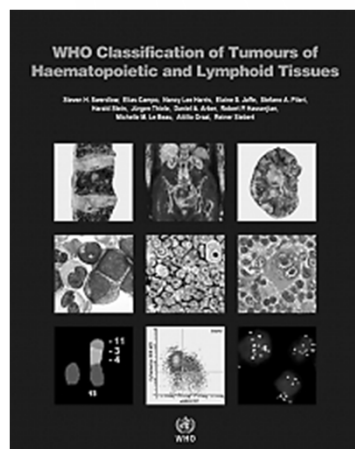 WHO Classification of Tumours of
Haematopoietic and Lymphoid Tissues
Steven H. Swerdlow, Elias Campo, Nancy Lee Harris, Elaine S. Jaffe, Stefano A. Pileri,
Harald Stein, Jürgen Thiele, Daniel A. Arber, Robert P. Hasserjian,
Michelle M. Le Beau, Attilio Orazi, Reiner Siebert
11
3
4
18
WHO